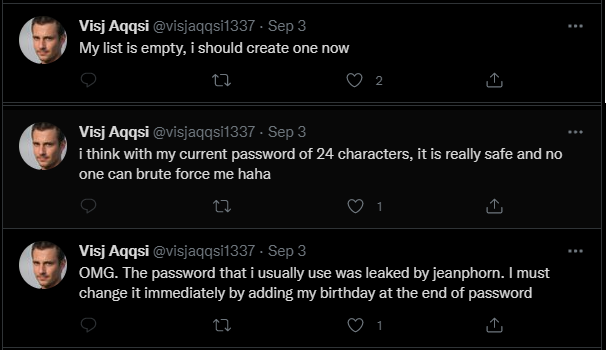 Visj Aqqsi @visjaqqsi1337 · Sep 3
My list is empty, i should create one now
2
Visj Aqqsi @visjaqqsi1337 · Sep 3
i think with my current password of 24 characters, it is really safe and no
one can brute force me haha
1
Visj Aqqsi @visjaqqsi1337 · Sep 3
OMG. The password that i usually use was leaked by jeanphorn. I must
change it immediately by adding my birthday at the end of password
1